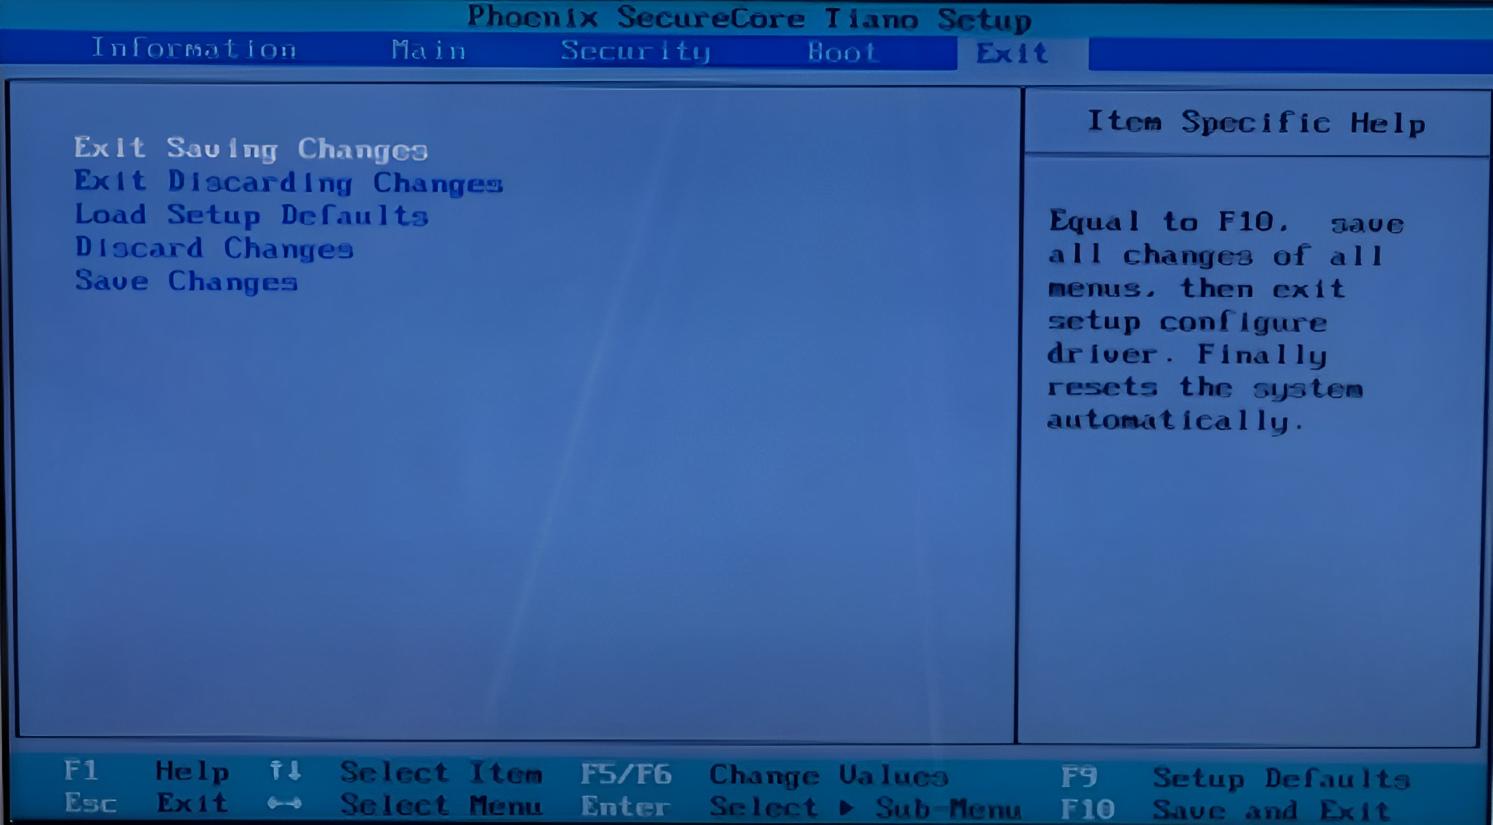 Phoenix SecureCore Tiano Setup
Information Main Security Boot Exit
Exit Saving Changes
Exit Discarding Changes
Load Setup Defaults
Discard Changes
Save Changes
Item Specific Help
Equal to F10, save
all changes of all
menus, then exit
setup configure
driver. Finally
resets the system
automatically.
F1 Help ↑↓ Select Item F5/F6 Change Values F9 Setup Defaults
Esc Exit ↔ Select Menu Enter Select ▶ Sub-Menu F10 Save and Exit